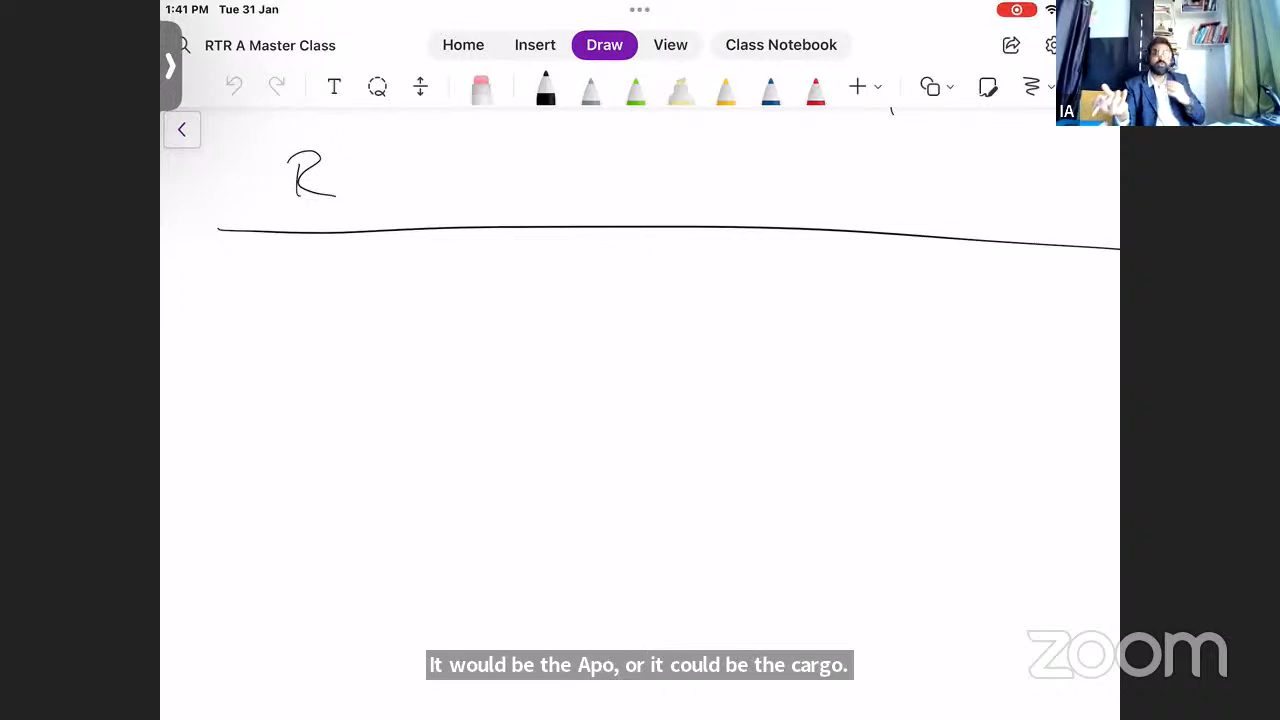 1:41 PM Tue 31 Jan
RTR A Master Class
Home Insert Draw View Class Notebook
T
IA
R
It would be the Apo, or it could be the cargo.
zoom